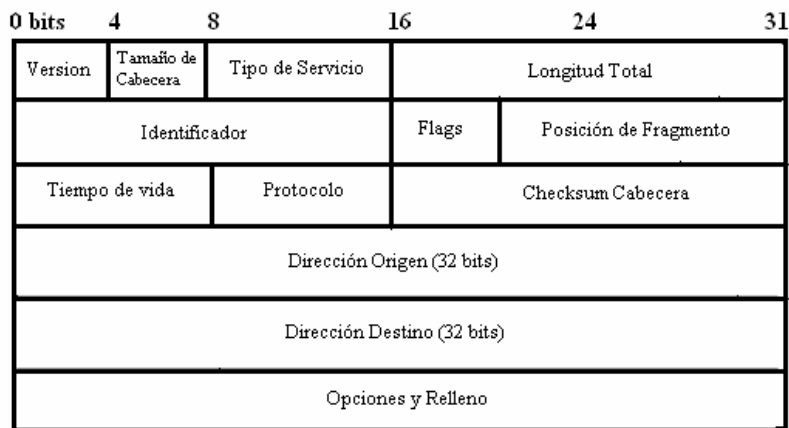 0 bits 4 8 16 24 31
Version
Tamaño de
Cabecera
Tipo de Servicio
Longitud Total
Identificador
Flags
Posición de Fragmento
Tiempo de vida
Protocolo
Checksum Cabecera
Dirección Origen (32 bits)
Dirección Destino (32 bits)
Opciones y Relleno